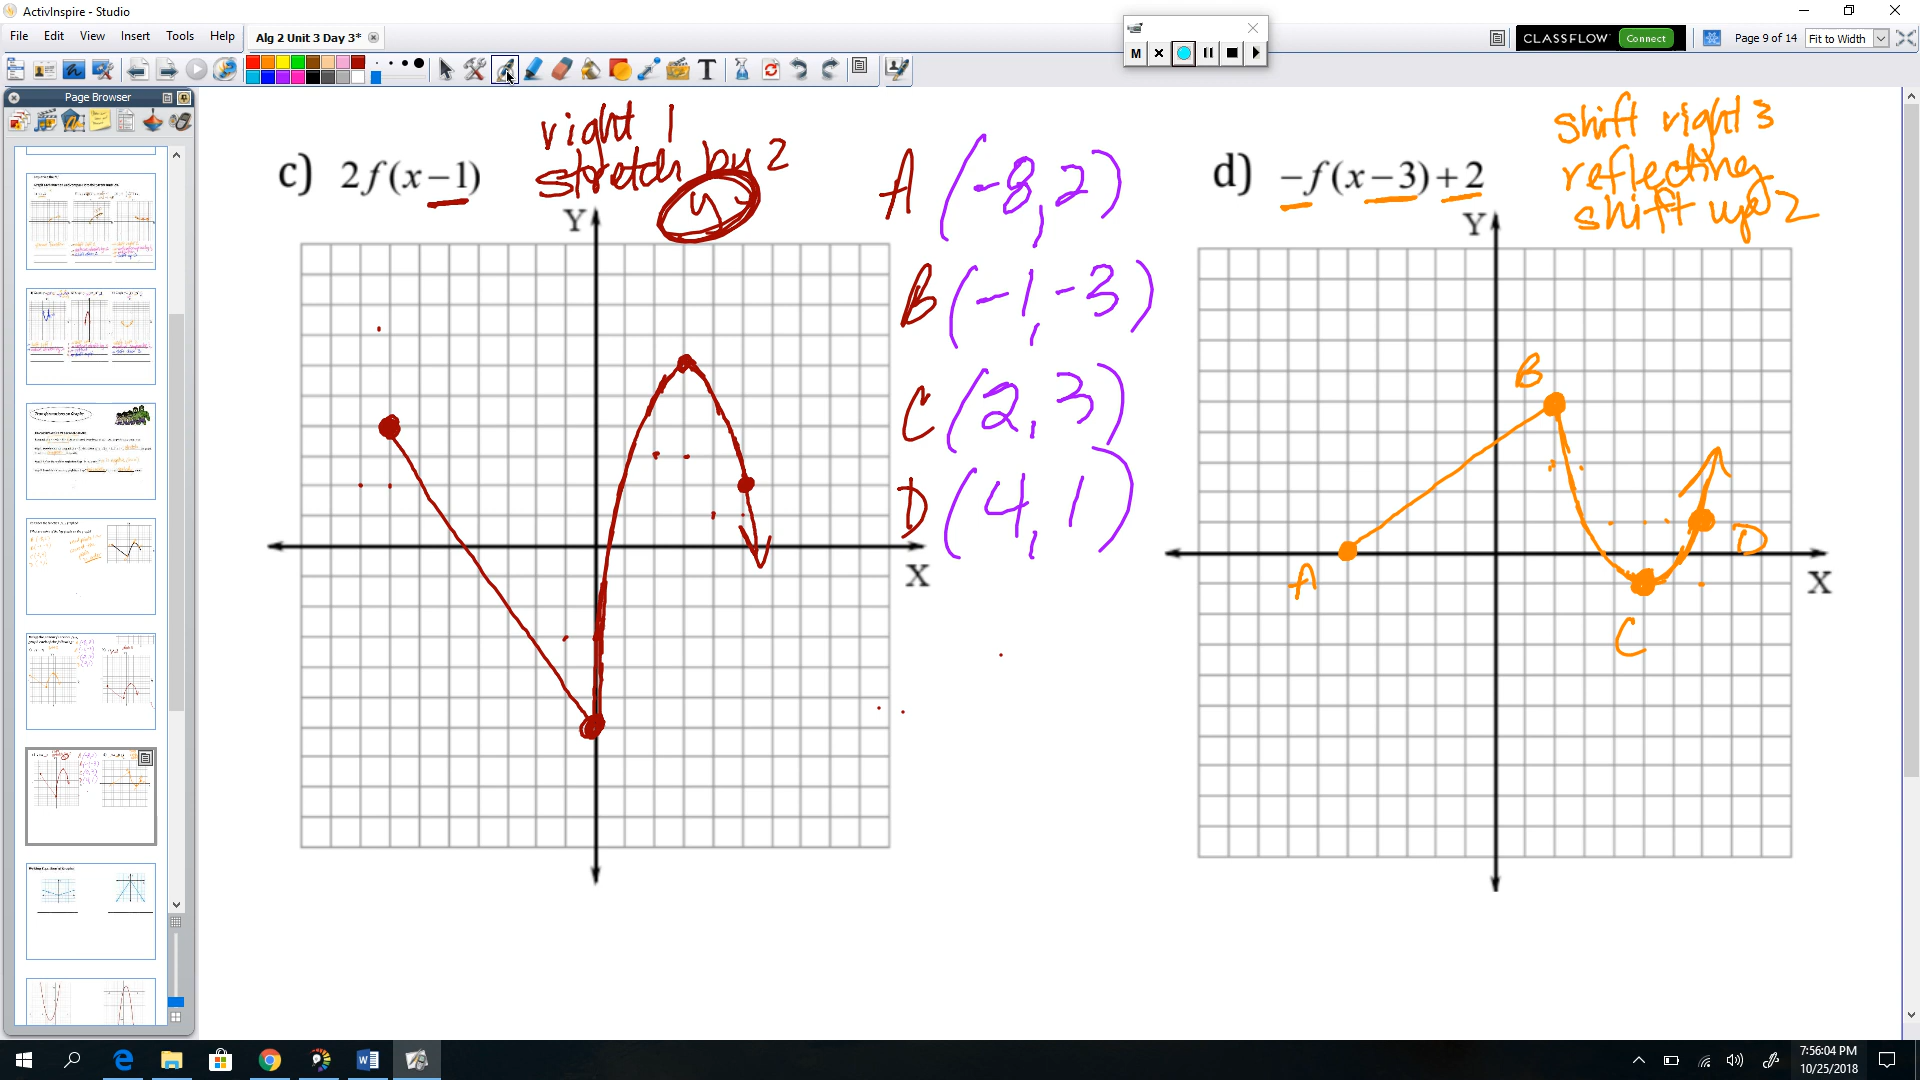 ActivInspire - Studio
File Edit View Insert Tools Help
Alg 2 Unit 3 Day 3*
CLASSFLOW Connect
Page 9 of 14
Fit to Width
M
T
Page Browser
c) 2f(x−1)
right 1
stretch by 2
y
Y
X
A (-8, 2)
B (-1, -3)
C (2, 3)
D (4, 1)
d) −f(x−3)+2
shift right 3
reflecting
shift up 2
Y
X
A
B
C
D
7:56:04 PM
10/25/2018